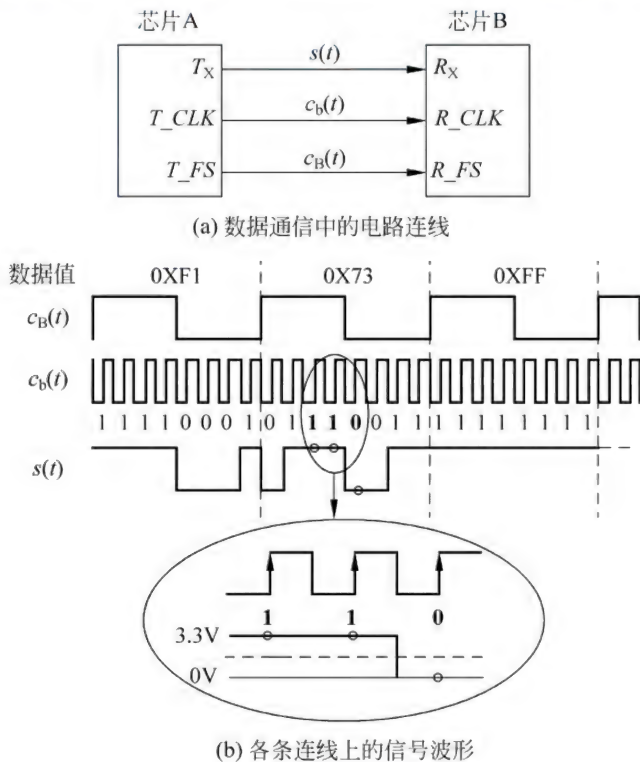 芯片A 芯片B
T_X s(t) R_X
T_CLK c_b(t) R_CLK
T_FS c_B(t) R_FS
(a) 数据通信中的电路连线
数据值 0XF1 0X73 0XFF
c_B(t)
c_b(t)
1 1 1 1 0 0 0 1 0 1 1 1 0 0 1 1 1 1 1 1 1 1 1 1
s(t)
1 1 0
3.3V
0V
(b) 各条连线上的信号波形